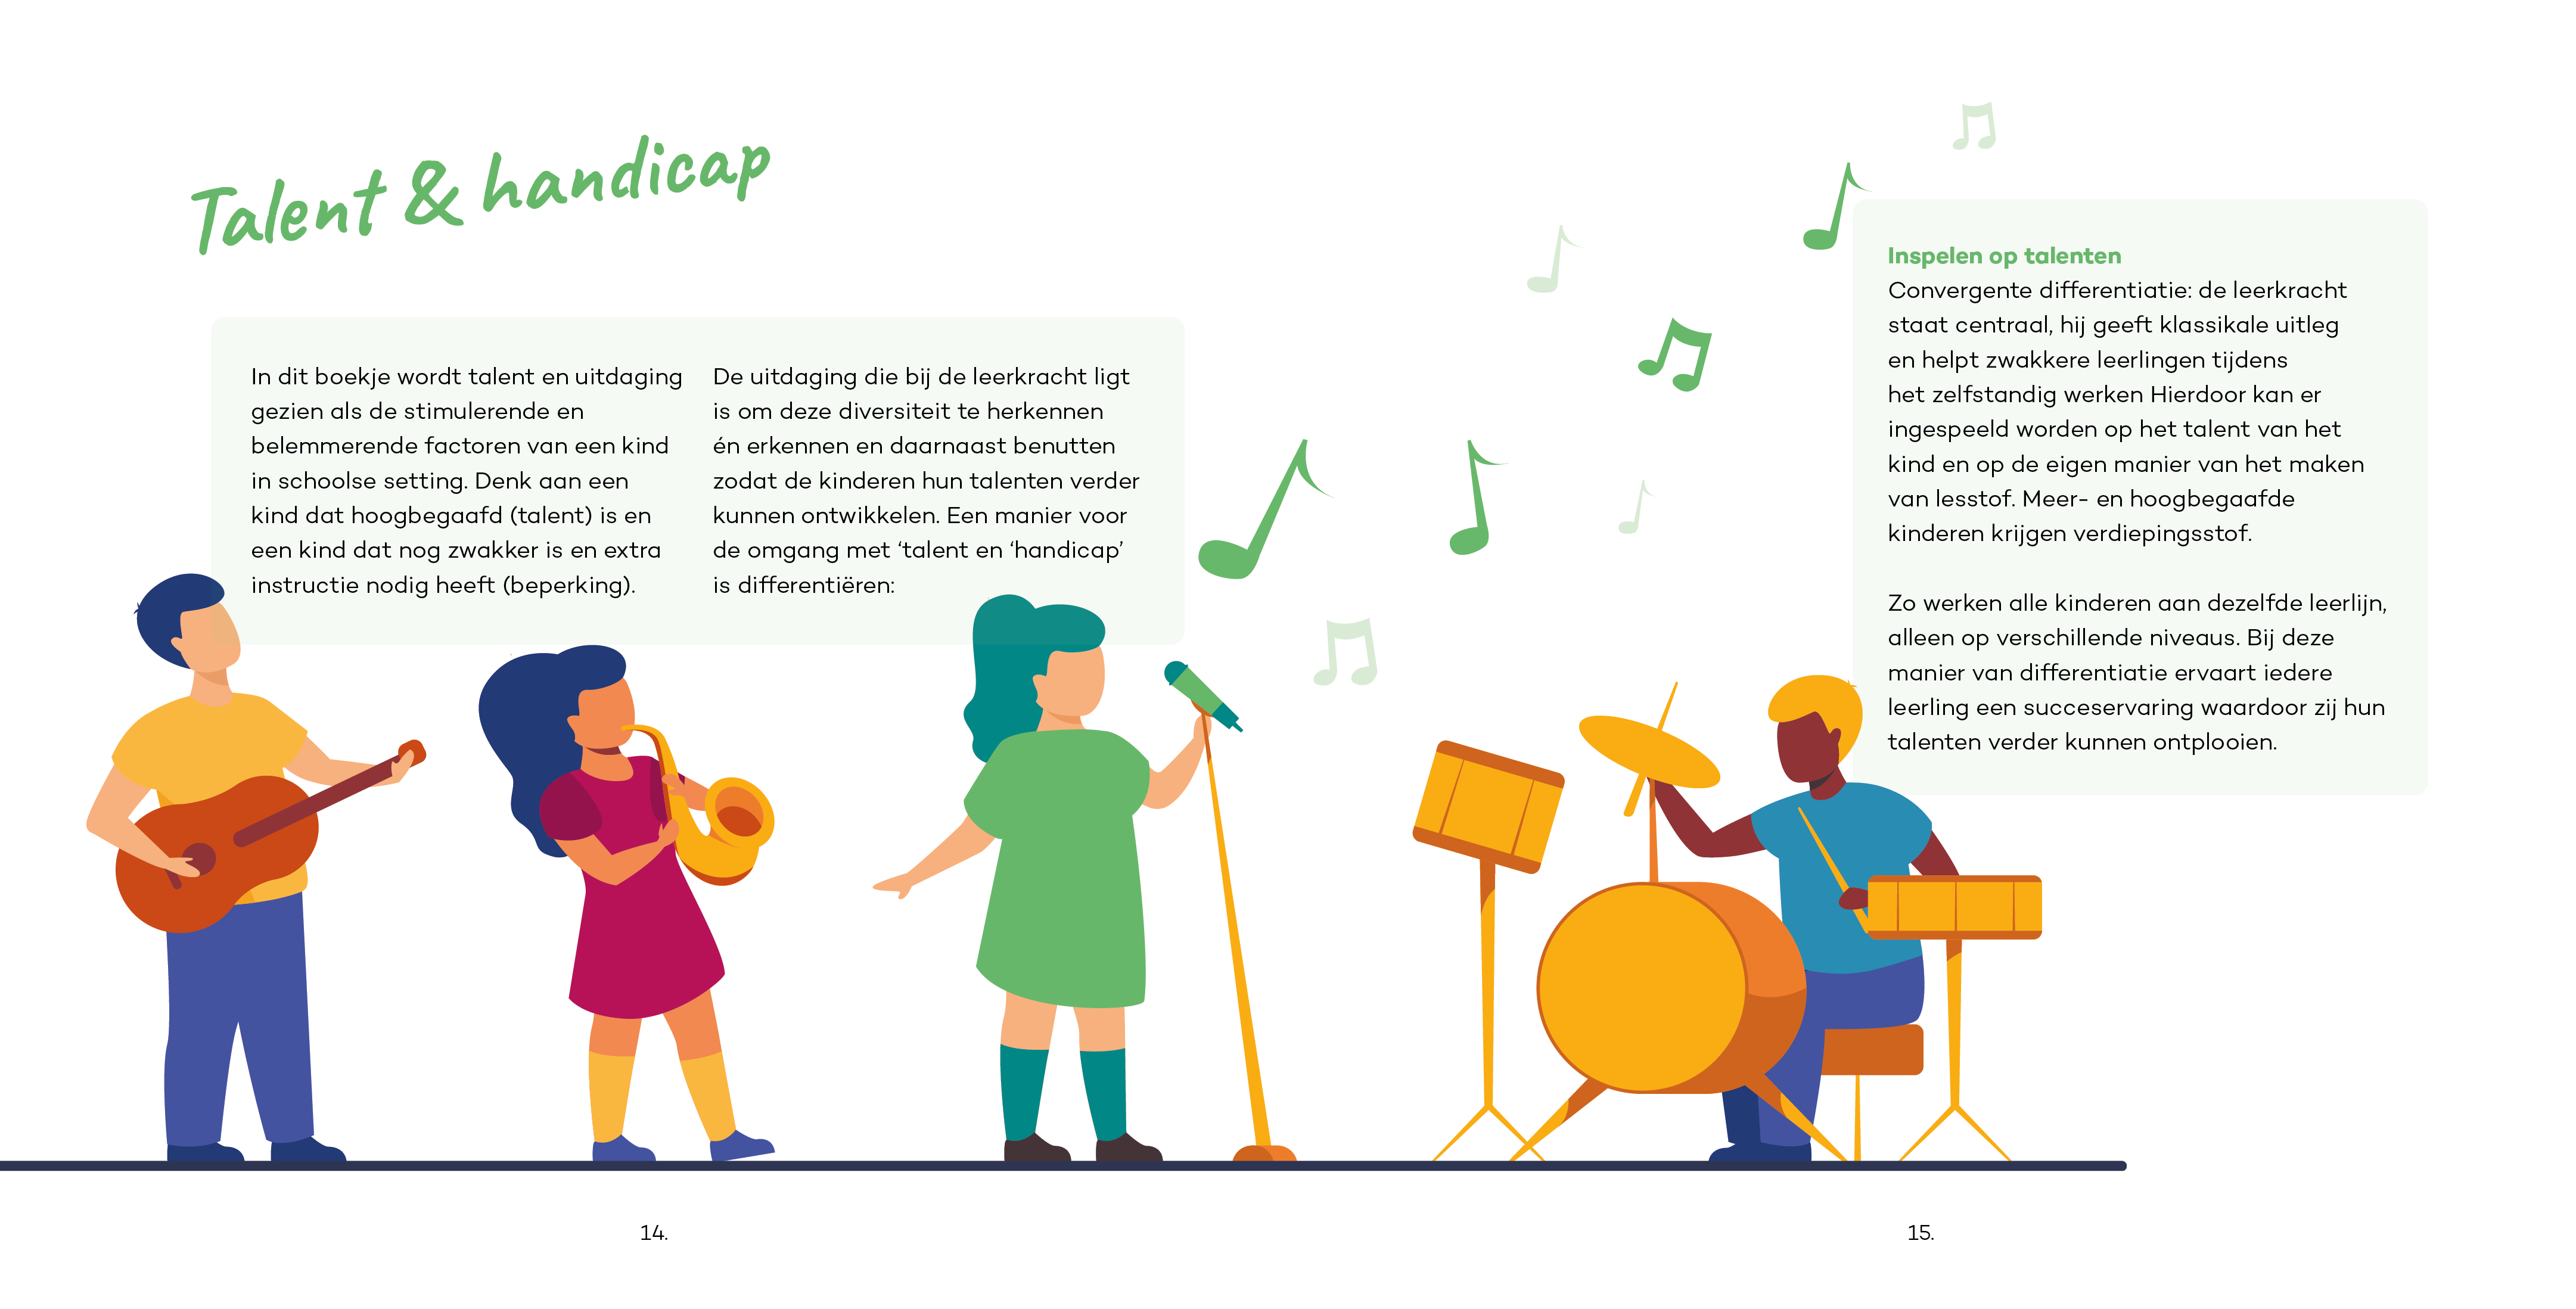 Talent & handicap
In dit boekje wordt talent en uitdaging
gezien als de stimulerende en
belemmerende factoren van een kind
in schoolse setting. Denk aan een
kind dat hoogbegaafd (talent) is en
een kind dat nog zwakker is en extra
instructie nodig heeft (beperking).
De uitdaging die bij de leerkracht ligt
is om deze diversiteit te herkennen
én erkennen en daarnaast benutten
zodat de kinderen hun talenten verder
kunnen ontwikkelen. Een manier voor
de omgang met ‘talent en ‘handicap’
is differentiëren:
Inspelen op talenten
Convergente differentiatie: de leerkracht
staat centraal, hij geeft klassikale uitleg
en helpt zwakkere leerlingen tijdens
het zelfstandig werken Hierdoor kan er
ingespeeld worden op het talent van het
kind en op de eigen manier van het maken
van lesstof. Meer- en hoogbegaafde
kinderen krijgen verdiepingsstof.
Zo werken alle kinderen aan dezelfde leerlijn,
alleen op verschillende niveaus. Bij deze
manier van differentiatie ervaart iedere
leerling een succeservaring waardoor zij hun
talenten verder kunnen ontplooien.
14.
15.